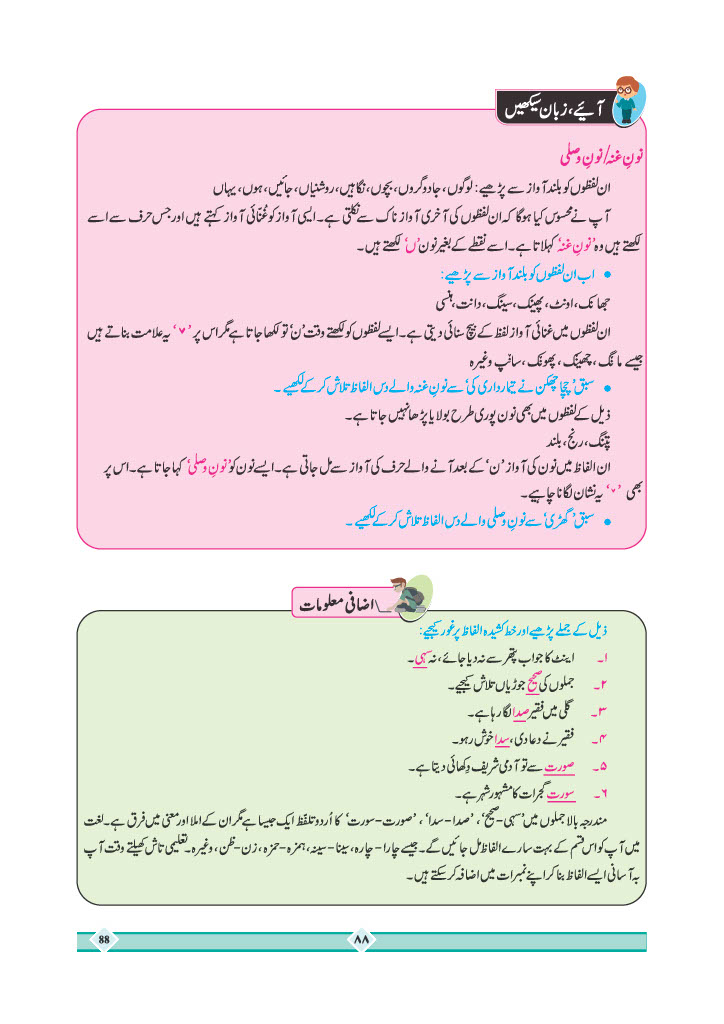 آئیے، زبان سیکھیں
نونِ غنہ/نونِ وصلی
ان لفظوں کو بلند آواز سے پڑھیے: لوگوں، جادوگروں، بچوں، نگاہیں، روشنیاں، جائیں، ہوں، یہاں
آپ نے محسوس کیا ہوگا کہ ان لفظوں کی آخری آواز ناک سے نکلتی ہے۔ ایسی آواز کو غُنّائی آواز کہتے ہیں اور جس حرف سے اسے
لکھتے ہیں وہ ’نونِ غنہ‘ کہلاتا ہے۔ اسے نقطے کے بغیر نون ’ں‘ لکھتے ہیں۔
• اب ان لفظوں کو بلند آواز سے پڑھیے:
جھانک، اونٹ، پھینک، سینگ، دانت، ہنسی
ان لفظوں میں غنائی آواز لفظ کے بیچ سنائی دیتی ہے۔ ایسے لفظوں کو لکھتے وقت ’ن‘ تو لکھا جاتا ہے مگر اس پر ’ ٘ ‘ یہ علامت بناتے ہیں
جیسے مانگ، چھینک، پھونک، سانپ وغیرہ
• سبق ’چچا چھکن نے تیمارداری کی‘ سے نونِ غنہ والے دس الفاظ تلاش کر کے لکھیے۔
ذیل کے لفظوں میں بھی نون پوری طرح بولا یا پڑھا نہیں جاتا ہے۔
پتنگ، رنج، بلند
ان الفاظ میں نون کی آواز ’ن‘ کے بعد آنے والے حرف کی آواز سے مل جاتی ہے۔ ایسے نون کو ’نونِ وصلی‘ کہا جاتا ہے۔ اس پر
بھی ’ ٘ ‘ یہ نشان لگانا چاہیے۔
• سبق ’گھڑی‘ سے نونِ وصلی والے دس الفاظ تلاش کر کے لکھیے۔
اضافی معلومات
ذیل کے جملے پڑھیے اور خط کشیدہ الفاظ پر غور کیجیے:
۱۔ اینٹ کا جواب پتھر سے نہ دیا جائے، نہ سہی۔
۲۔ جملوں کی صحیح جوڑیاں تلاش کیجیے۔
۳۔ گلی میں فقیر صدا لگا رہا ہے۔
۴۔ فقیر نے دعا دی، سدا خوش رہو۔
۵۔ صورت سے تو آدمی شریف دِکھائی دیتا ہے۔
۶۔ سورت گجرات کا مشہور شہر ہے۔
مندرجہ بالا جملوں میں ’سہی-صحیح‘، ’صدا-سدا‘، ’صورت-سورت‘ کا اُردو تلفظ ایک جیسا ہے مگر ان کے املا اور معنی میں فرق ہے۔ لغت
میں آپ کو اس قسم کے بہت سارے الفاظ مل جائیں گے۔ جیسے چارا-چارہ، سینا-سینہ، ہمزہ-حمزہ، زن-ظن، وغیرہ۔ تعلیمی تاش کھیلتے وقت آپ
بہ آسانی ایسے الفاظ بنا کر اپنے نمبرات میں اضافہ کر سکتے ہیں۔
88
۸۸